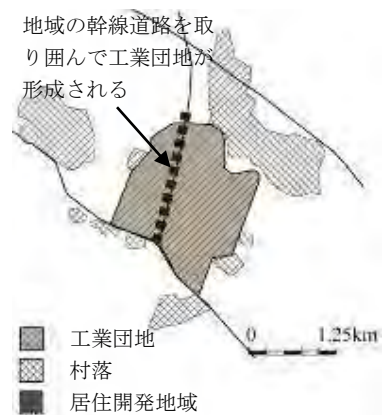 地域の幹線道路を取
り囲んで工業団地が
形成される
0 1.25km
工業団地
村落
居住開発地域